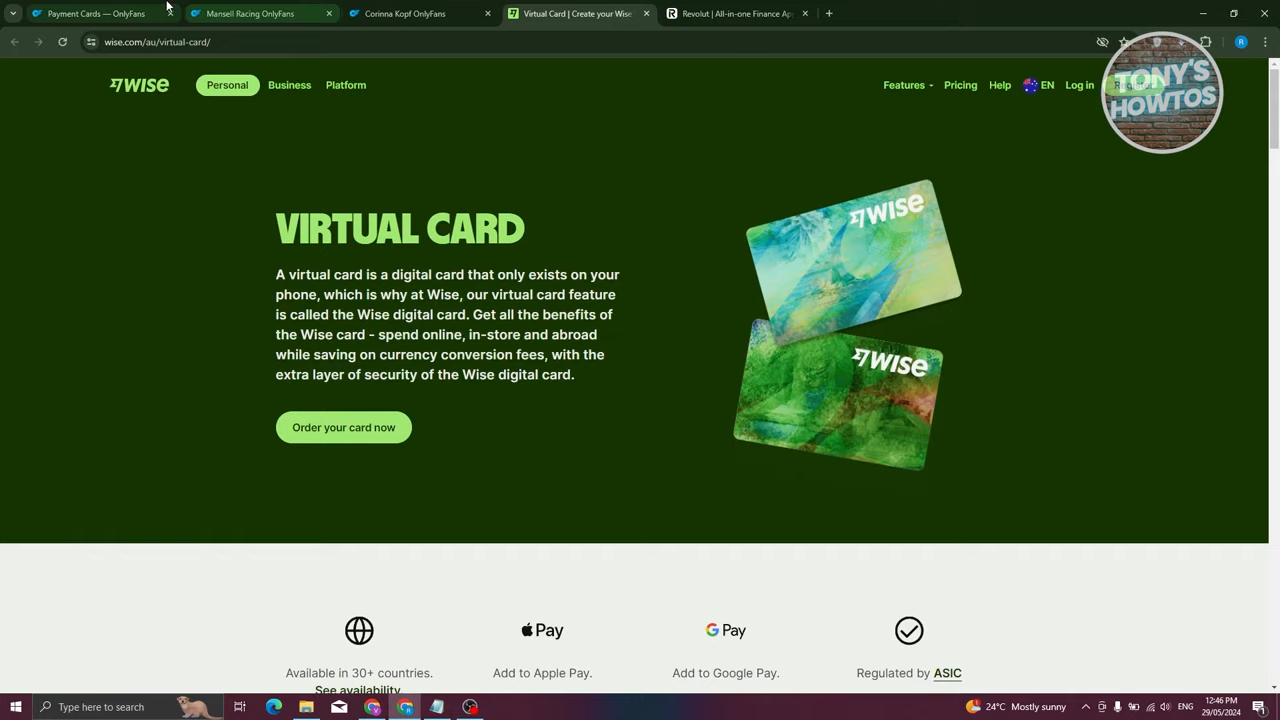 Payment Cards — OnlyFans
Mansell Racing OnlyFans
Corinna Kopf OnlyFans
Virtual Card | Create your Wise
Revolut | All-in-one Finance App
wise.com/au/virtual-card/
WISE
Personal
Business
Platform
Features
Pricing
Help
EN
Log in
TONY'S
HOWTOS
VIRTUAL CARD
A virtual card is a digital card that only exists on your
phone, which is why at Wise, our virtual card feature
is called the Wise digital card. Get all the benefits of
the Wise card - spend online, in-store and abroad
while saving on currency conversion fees, with the
extra layer of security of the Wise digital card.
Order your card now
WISE
WISE
Pay
G Pay
Available in 30+ countries.
See availability.
Add to Apple Pay.
Add to Google Pay.
Regulated by ASIC
Type here to search
24°C Mostly sunny
ENG
12:46 PM
29/05/2024